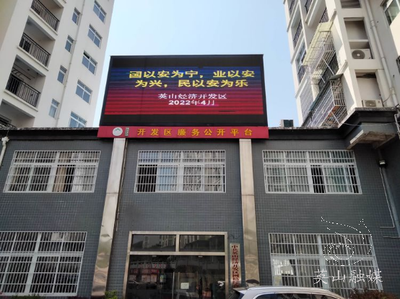 国以安为宁，业以安
为兴，民以安为乐
英山经济开发区
2022年4月
开发区服务公开平台
英山融媒